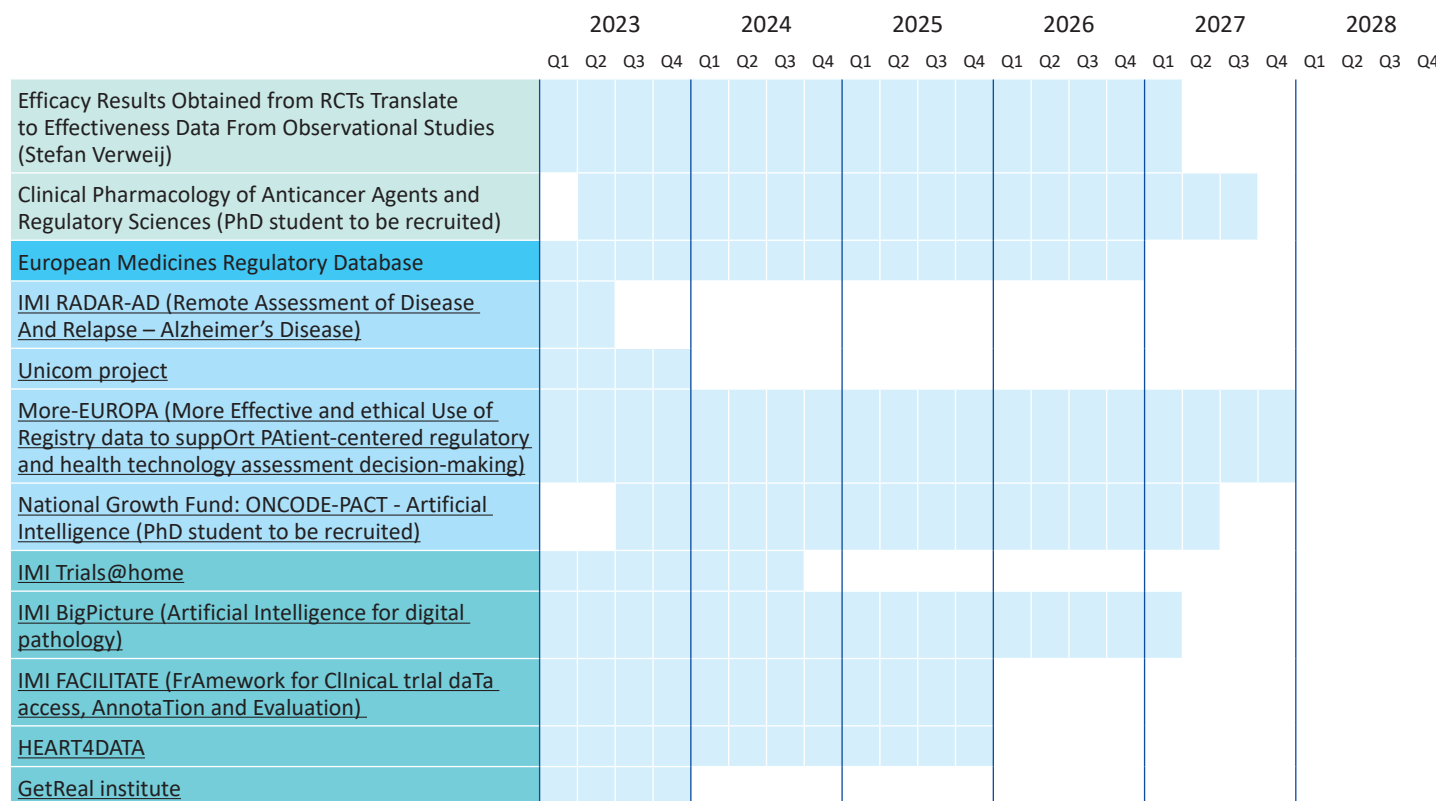 2023 2024 2025 2026 2027 2028
Q1 Q2 Q3 Q4 Q1 Q2 Q3 Q4 Q1 Q2 Q3 Q4 Q1 Q2 Q3 Q4 Q1 Q2 Q3 Q4 Q1 Q2 Q3 Q4
Efficacy Results Obtained from RCTs Translate
to Effectiveness Data From Observational Studies
(Stefan Verweij)
Clinical Pharmacology of Anticancer Agents and
Regulatory Sciences (PhD student to be recruited)
European Medicines Regulatory Database
IMI RADAR-AD (Remote Assessment of Disease
And Relapse – Alzheimer’s Disease)
Unicom project
More-EUROPA (More Effective and ethical Use of
Registry data to suppOrt PAtient-centered regulatory
and health technology assessment decision-making)
National Growth Fund: ONCODE-PACT - Artificial
Intelligence (PhD student to be recruited)
IMI Trials@home
IMI BigPicture (Artificial Intelligence for digital
pathology)
IMI FACILITATE (FrAmework for ClInicaL trIal daTa
access, AnnotaTion and Evaluation)
HEART4DATA
GetReal institute